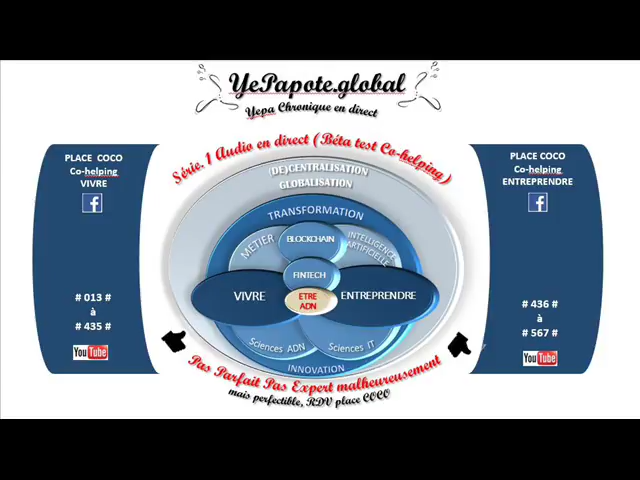 YePapote.global
Yepa Chronique en direct
Série. 1 Audio en direct (Béta test Co-helping)
PLACE COCO
Co-helping
VIVRE
f
# 013 #
à
# 435 #
YouTube
(DE)CENTRALISATION
GLOBALISATION
TRANSFORMATION
METIER
BLOCKCHAIN
INTELLIGENCE
ARTIFICIELLE
FINTECH
VIVRE
ETRE
ADN
ENTREPRENDRE
Sciences ADN
Sciences IT
INNOVATION
PLACE COCO
Co-helping
ENTREPRENDRE
f
# 436 #
à
# 567 #
YouTube
Pas Parfait Pas Expert malheureusement
mais perfectible, RDV place COCO